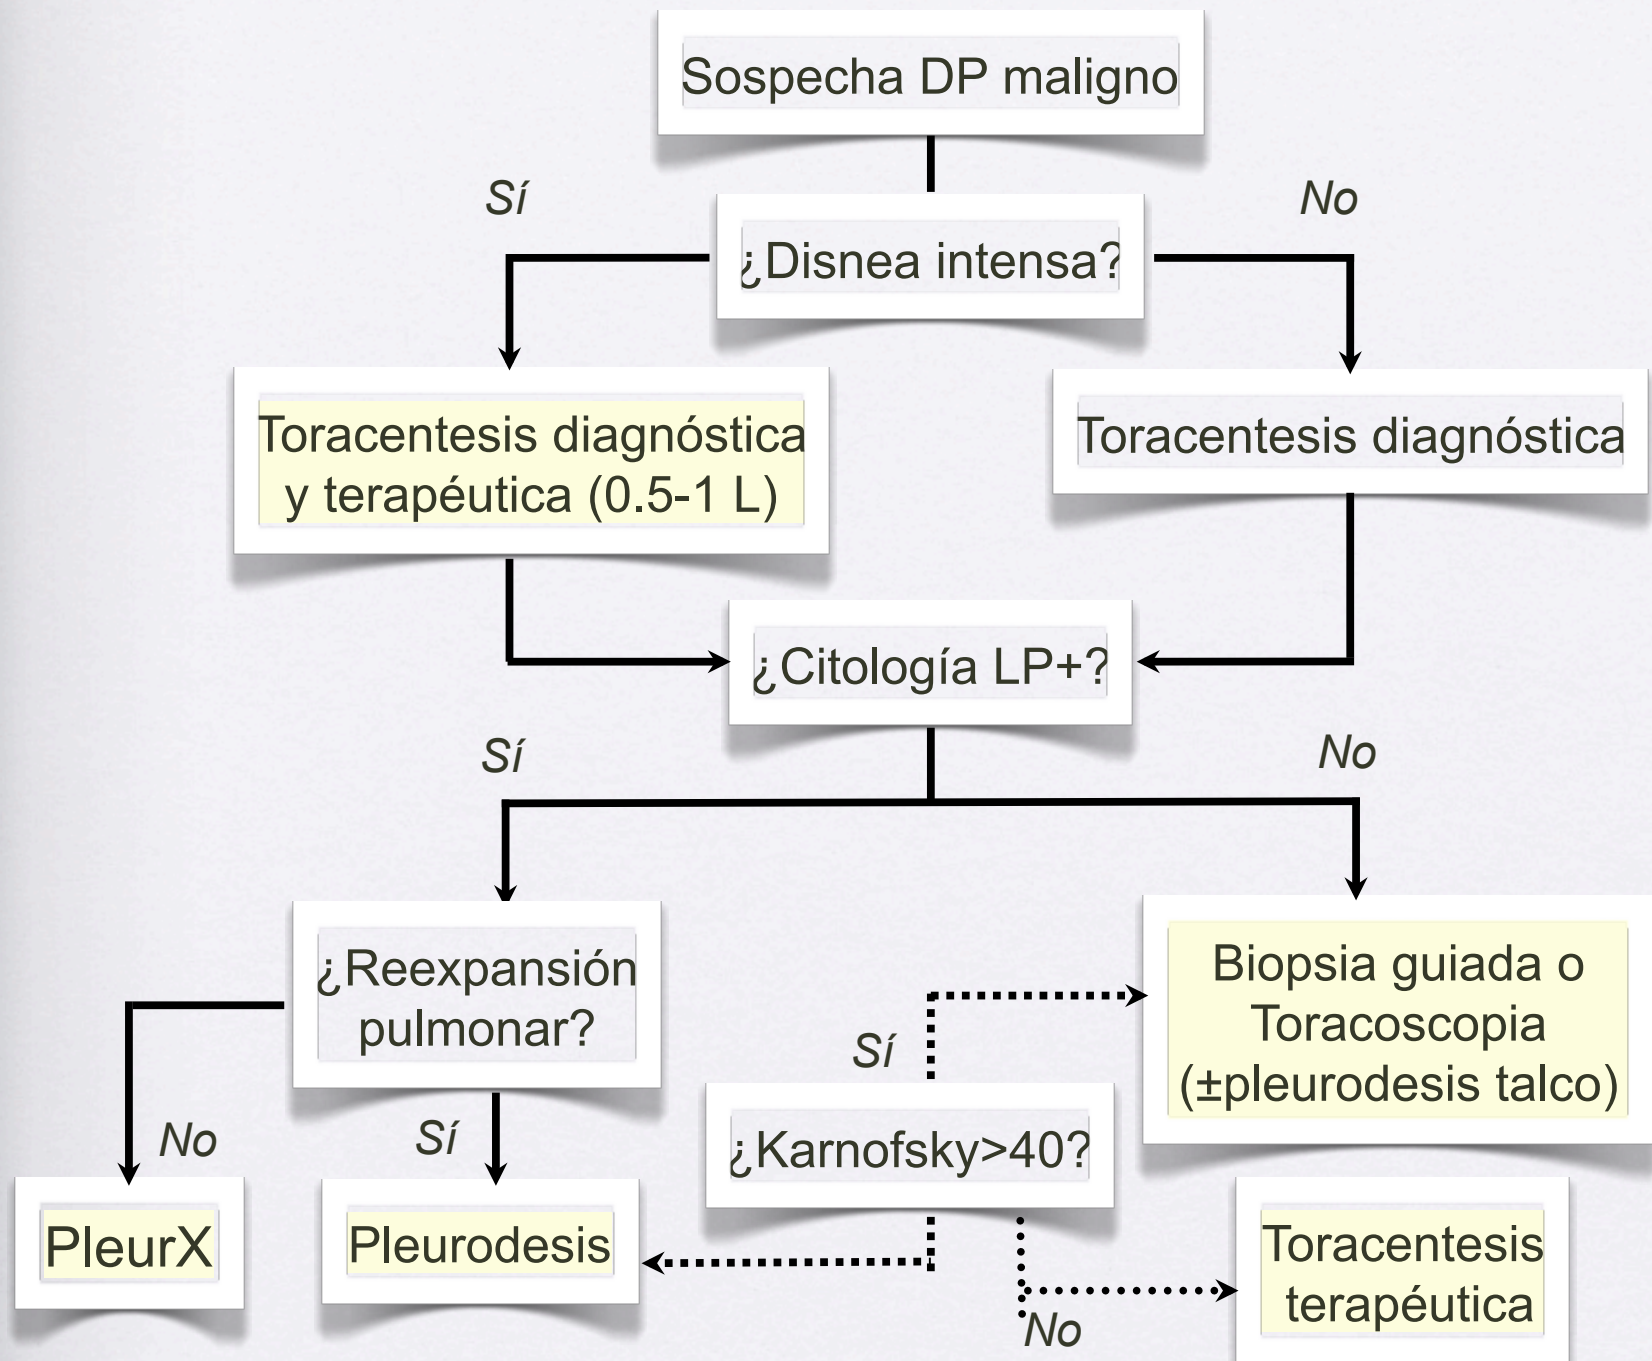 Sospecha DP maligno
Sí
No
¿Disnea intensa?
Toracentesis diagnóstica
y terapéutica (0.5-1 L)
Toracentesis diagnóstica
¿Citología LP+?
Sí
No
¿Reexpansión
pulmonar?
Biopsia guiada o
Toracoscopia
(±pleurodesis talco)
Sí
¿Karnofsky>40?
No
Sí
PleurX
Pleurodesis
Toracentesis
terapéutica
No